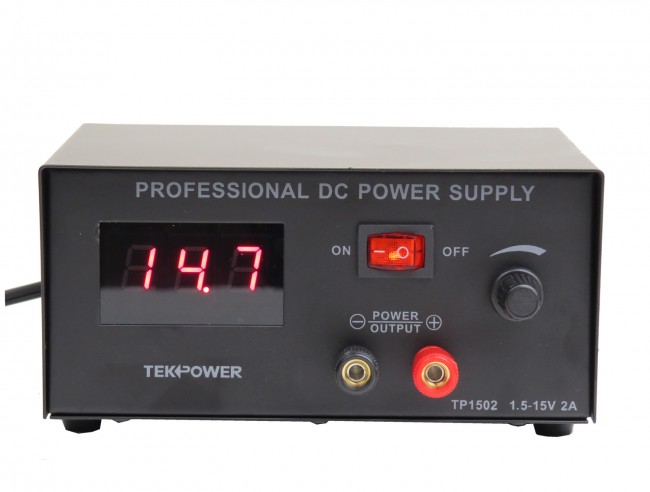 PROFESSIONAL DC POWER SUPPLY
14.7
ON - O OFF
⊖ POWER OUTPUT ⊕
TEKPOWER
TP1502 1.5-15V 2A